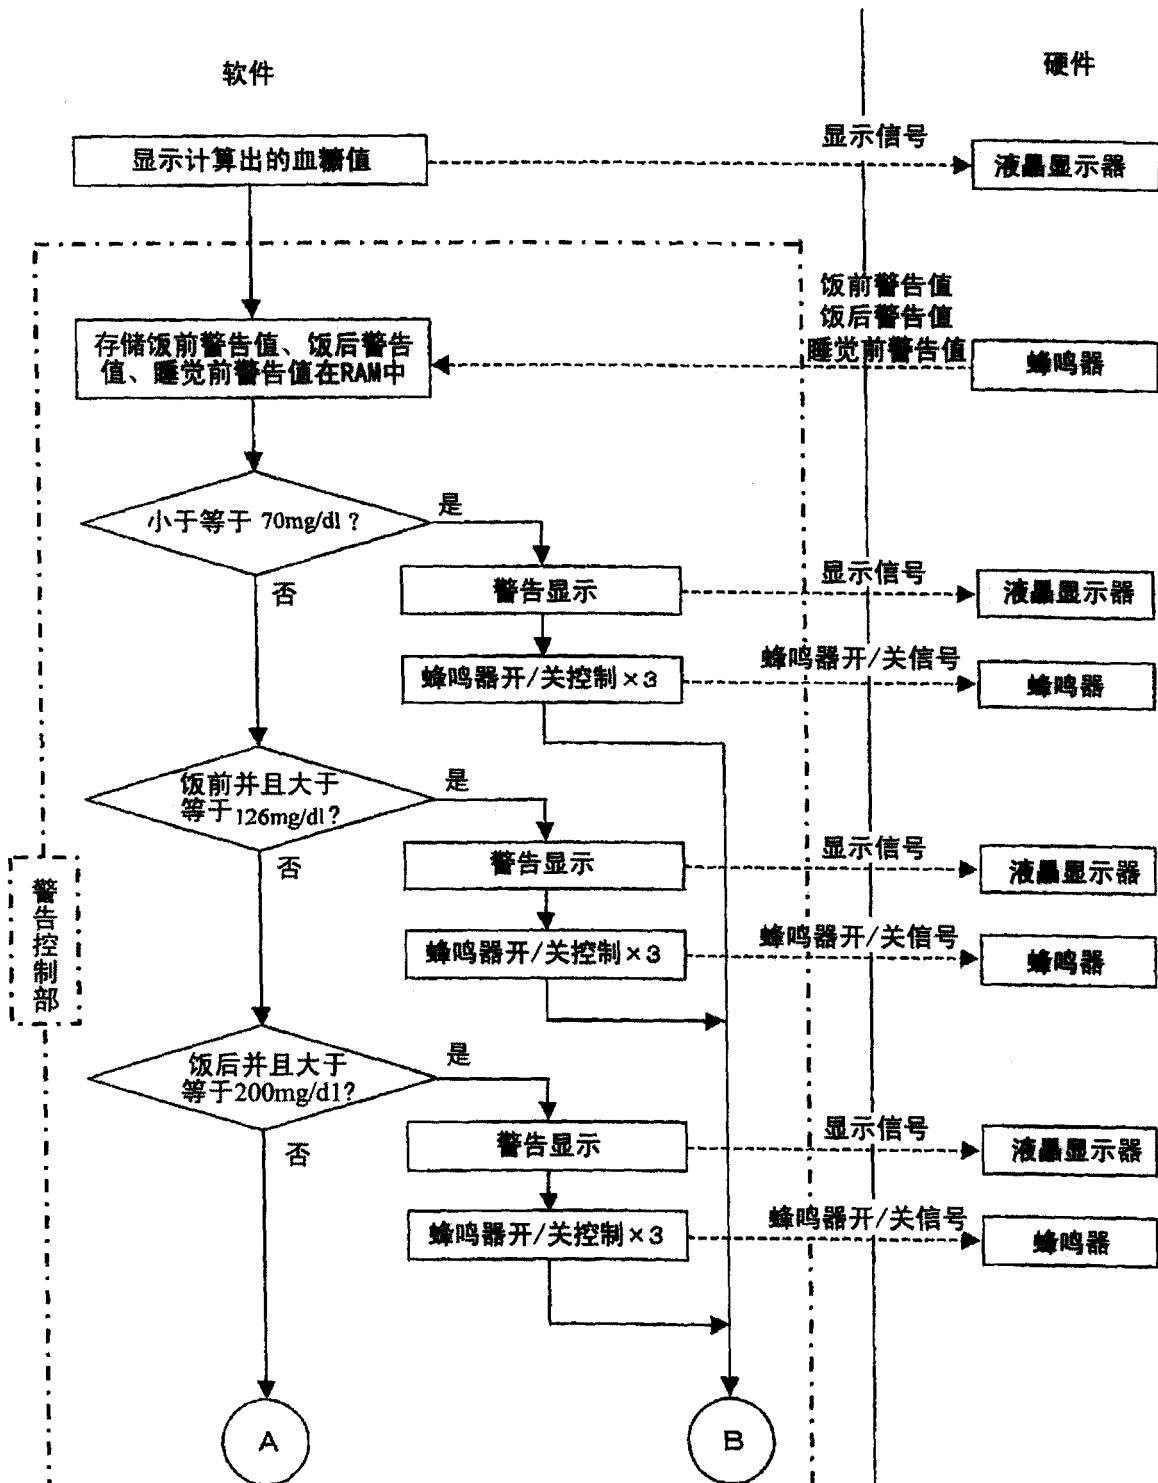 软件
硬件
显示信号
显示计算出的血糖值
液晶显示器
饭前警告值
饭后警告值
睡觉前警告值
存储饭前警告值、饭后警告
值、睡觉前警告值在RAM中
蜂鸣器
小于等于 70mg/dl ?
是
否
警告显示
显示信号
液晶显示器
蜂鸣器开/关控制×3
蜂鸣器开/关信号
蜂鸣器
饭前并且大于
等于126mg/dl?
是
否
警告显示
显示信号
液晶显示器
蜂鸣器开/关控制×3
蜂鸣器开/关信号
蜂鸣器
警告控制部
饭后并且大于
等于200mg/d1?
是
否
警告显示
显示信号
液晶显示器
蜂鸣器开/关控制×3
蜂鸣器开/关信号
蜂鸣器
A
B